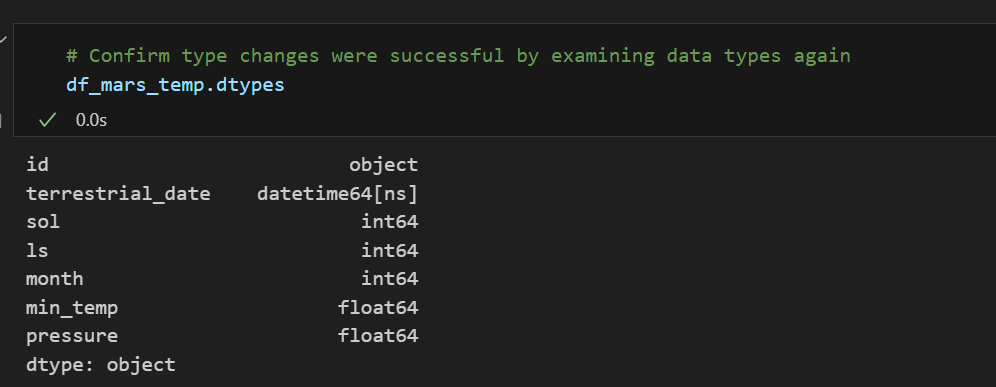 # Confirm type changes were successful by examining data types again
df_mars_temp.dtypes
0.0s
id object
terrestrial_date datetime64[ns]
sol int64
ls int64
month int64
min_temp float64
pressure float64
dtype: object